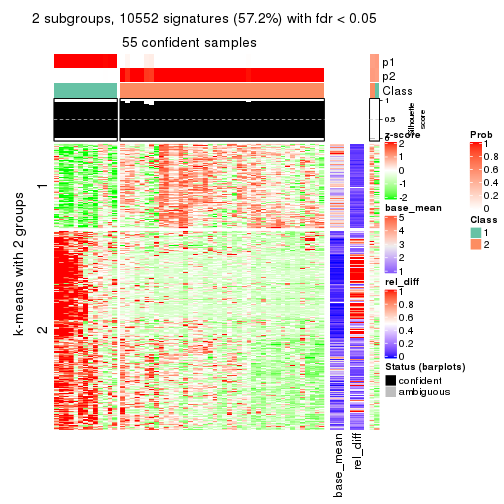 2 subgroups, 10552 signatures (57.2%) with fdr < 0.05
55 confident samples
p1
p2
Class
1
0.5
0
Silhouette
score
k-means with 2 groups
1
2
base_mean
rel_diff
z-score
2
1
0
-1
-2
base_mean
5
4
3
2
1
rel_diff
1
0.8
0.6
0.4
0.2
0
Status (barplots)
confident
ambiguous
Prob
1
0.8
0.6
0.4
0.2
0
Class
1
2